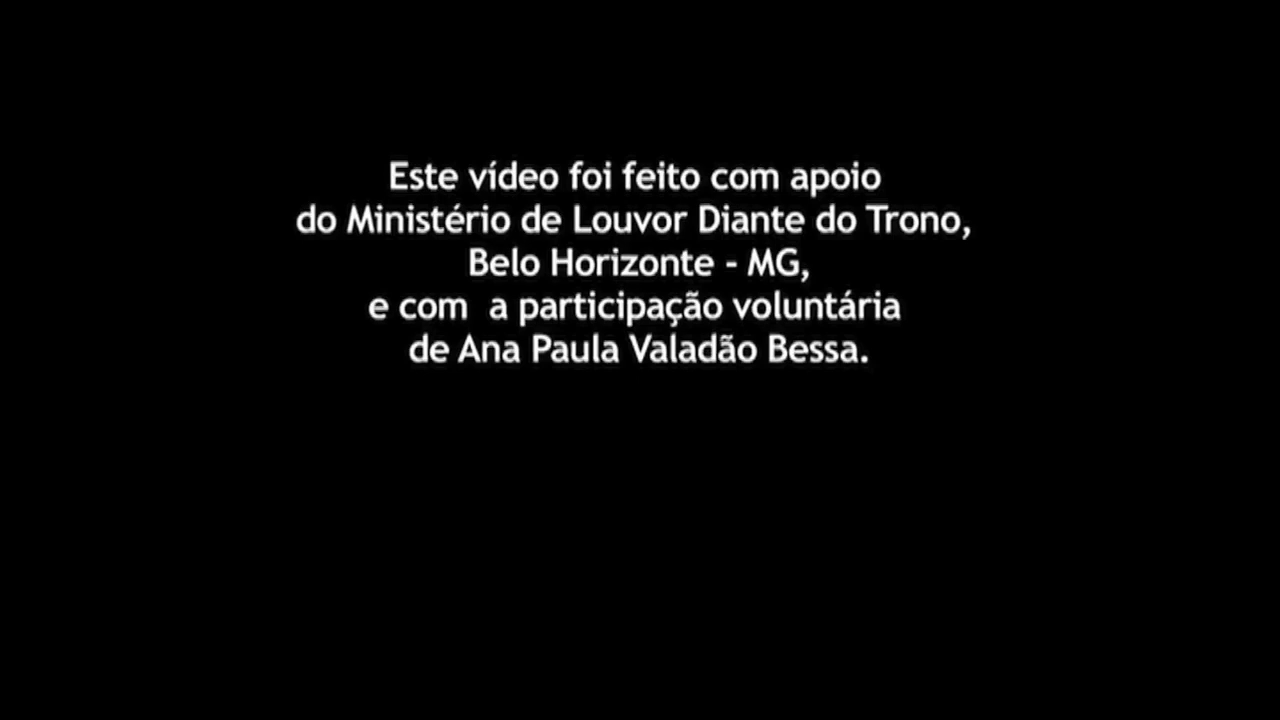 Este vídeo foi feito com apoio
do Ministério de Louvor Diante do Trono,
Belo Horizonte - MG,
e com  a participação voluntária
de Ana Paula Valadão Bessa.